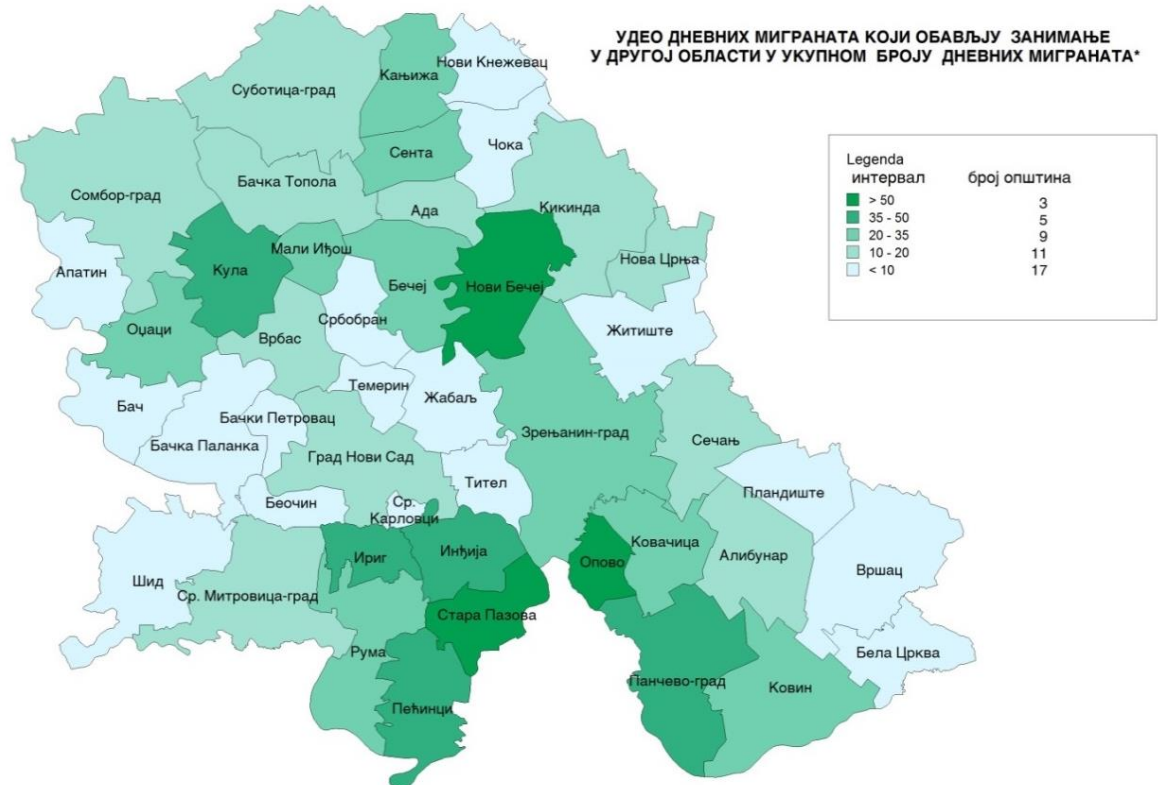 УДЕО ДНЕВНИХ МИГРАНАТА КОЈИ ОБАВЉЈУ ЗАНИМАЊЕ
У ДРУГОЈ ОБЛАСТИ У УКУПНОМ БРОЈУ ДНЕВНИХ МИГРАНАТА*
Legenda
интервал број општина
> 50 3
35 - 50 5
20 - 35 9
10 - 20 11
< 10 17
Нови Кнежевац
Кањижа
Суботица-град
Чока
Сента
Бачка Топола
Сомбор-град
Ада
Кикинда
Мали Иђош
Нова Црња
Апатин
Кула
Бечеј
Нови Бечеј
Србобран
Оџаци
Врбас
Житиште
Темерин
Жабаљ
Бач
Бачки Петровац
Зрењанин-град
Сечањ
Бачка Паланка
Град Нови Сад
Тител
Пландиште
Беочин
Ср.
Карловци
Ковачица
Ириг
Инђија
Опово
Алибунар
Вршац
Шид
Ср. Митровица-град
Стара Пазова
Рума
Бела Црква
Панчево-град
Ковин
Пећинци